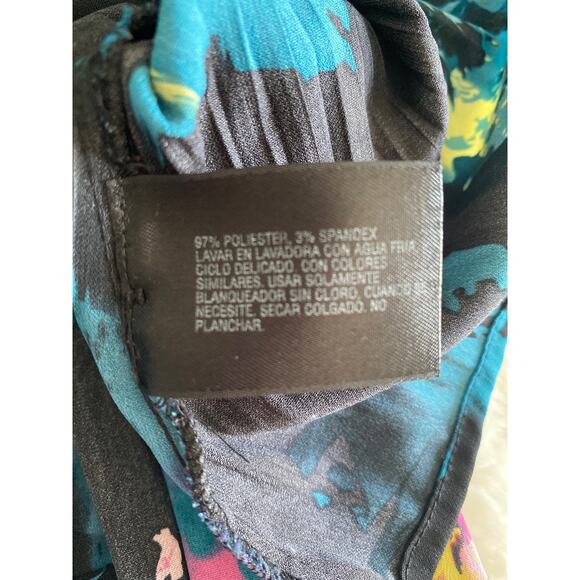 97% POLIESTER, 3% SPANDEX
LAVAR EN LAVADORA CON AGUA FRIA
CICLO DELICADO, CON COLORES
SIMILARES. USAR SOLAMENTE
BLANQUEADOR SIN CLORO, CUANDO SE
NECESITE, SECAR COLGADO. NO
PLANCHAR.